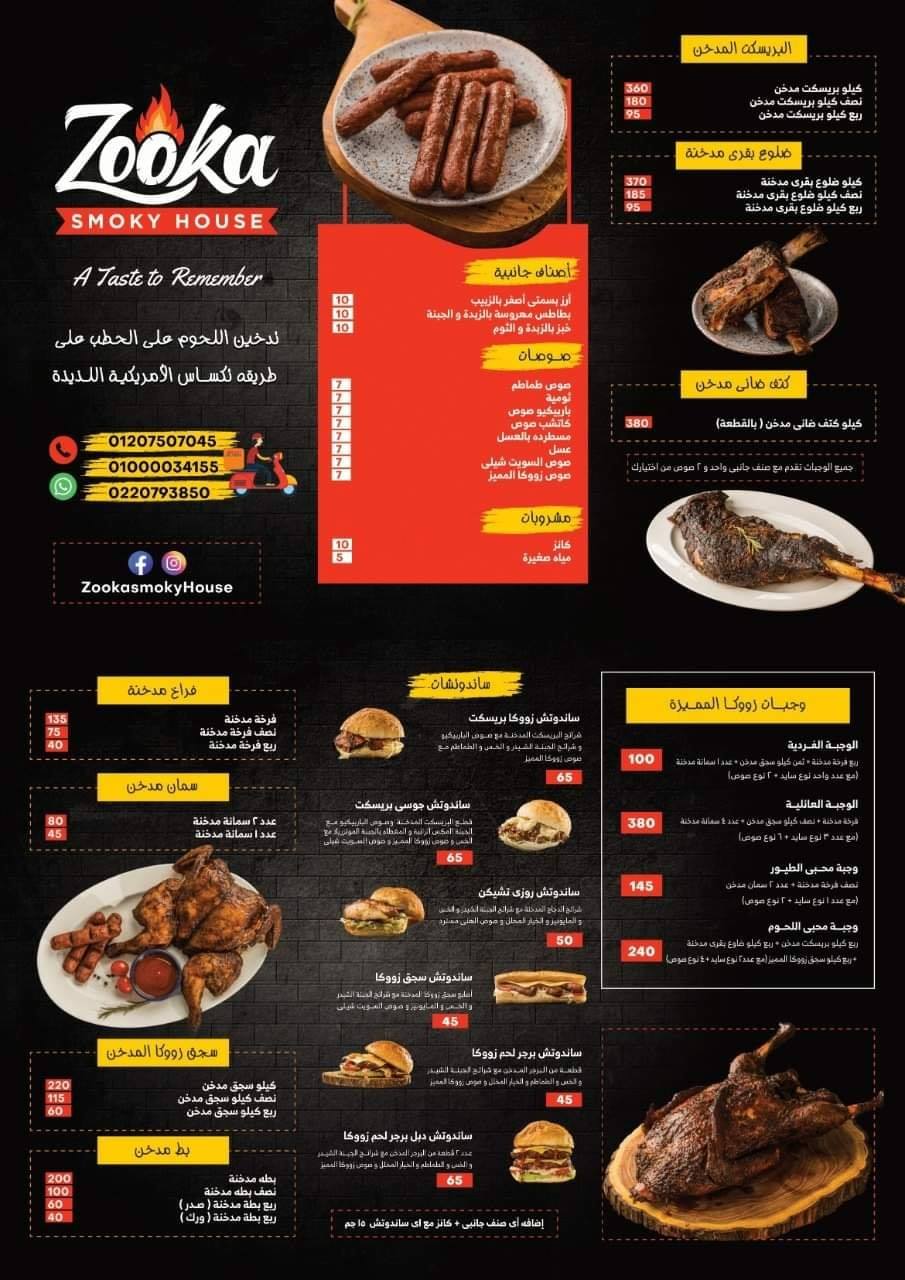 Zooka
SMOKY HOUSE
A Taste to Remember
تدخين اللحوم على الحطب على
طريقه تكساس الأمريكية اللذيذة
01207507045
01000034155
0220793850
ZookasmokyHouse
أصناف جانبية
أرز بسمتى أصفر بالزبيب 10
بطاطس مهروسة بالزبدة و الجبنة 10
خبز بالزبدة و الثوم 10
صوصات
صوص طماطم 7
ثومية 7
باربيكيو صوص 7
كاتشب صوص 7
مسطرده بالعسل 7
عسل 7
صوص السويت شيلى 7
صوص زووكا المميز 7
مشروبات
كانز 10
مياه صغيرة 5
البريسكت المدخن
كيلو بريسكت مدخن 360
نصف كيلو بريسكت مدخن 180
ربع كيلو بريسكت مدخن 95
ضلوع بقرى مدخنة
كيلو ضلوع بقرى مدخنة 370
نصف كيلو ضلوع بقرى مدخنة 185
ربع كيلو ضلوع بقرى مدخنة 95
كتف ضانى مدخن
كيلو كتف ضانى مدخن ( بالقطعة) 380
جميع الوجبات تقدم مع صنف جانبى واحد و ٢ صوص من اختيارك
فراخ مدخنة
فرخة مدخنة 135
نصف فرخة مدخنة 75
ربع فرخة مدخنة 40
سمان مدخن
عدد ٢ سمانة مدخنة 80
عدد ١ سمانة مدخنة 45
سجق زووكا المدخن
كيلو سجق مدخن 220
نصف كيلو سجق مدخن 115
ربع كيلو سجق مدخن 60
بط مدخن
بطه مدخنة 200
نصف بطه مدخنة 100
ربع بطة مدخنة ( صدر ) 60
ربع بطة مدخنة ( ورك ) 40
ساندوتشات
ساندوتش زووكا بريسكت
شرائح البريسكت المدخنة مع صوص الباربيكيو
و شرائح الجبنة الشيدر و الخس و الطماطم مع
صوص زووكا المميز
65
ساندوتش جوسى بريسكت
قطع البريسكت المدخنة وصوص الباربيكيو مع
الجبنة المكس الرانية و المغطاه بالجبنة الموتزريلا مع
الخس و صوص زووكا المميز و صوص السويت شيلى
65
ساندوتش روزى تشيكن
شرائح الدجاج المدخنة مع شرائح الجبنة الشيدر و الخس
و المايونيز و الخيار المخلل و صوص الهنى مسترد
50
ساندوتش سجق زووكا
أصابع سجق زووكا المدخنة مع شرائح الجبنة الشيدر
و الخس و المايونيز و صوص السويت شيلى
45
ساندوتش برجر لحم زووكا
قطعة من البرجر المدخن مع شرائح الجبنة الشيدر
و الخس و الطماطم و الخيار المخلل و صوص زووكا المميز
45
ساندوتش دبل برجر لحم زووكا
عدد ٢ قطعة من البرجر المدخن مع شرائح الجبنة الشيدر
و الخس و الطماطم و الخيار المخلل و صوص زووكا المميز
65
إضافه أى صنف جانبى + كانز مع اى ساندوتش ١٥ جم
وجبات زووكا المميزة
الوجبة الفردية
ربع فرخة مدخنة + ثمن كيلو سجق مدخن + عدد ١ سمانة مدخنة
(مع عدد واحد نوع سايد + ٢ نوع صوص)
100
الوجبة العائلية
فرخة مدخنة + نصف كيلو سجق مدخن + عدد ٤ سمانة مدخنة
(مع عدد ٣ نوع سايد + ٦ نوع صوص)
380
وجبة محبى الطيور
نصف فرخة مدخنة + عدد ٢ سمان مدخن
(مع عدد ١ نوع سايد + ٢ نوع صوص)
145
وجبة محبى اللحوم
ربع كيلو بريسكت مدخن + ربع كيلو ضلوع بقرى مدخنة
+ ربع كيلو سجق زووكا المميز (مع عدد٢ نوع سايد+٤ نوع صوص)
240